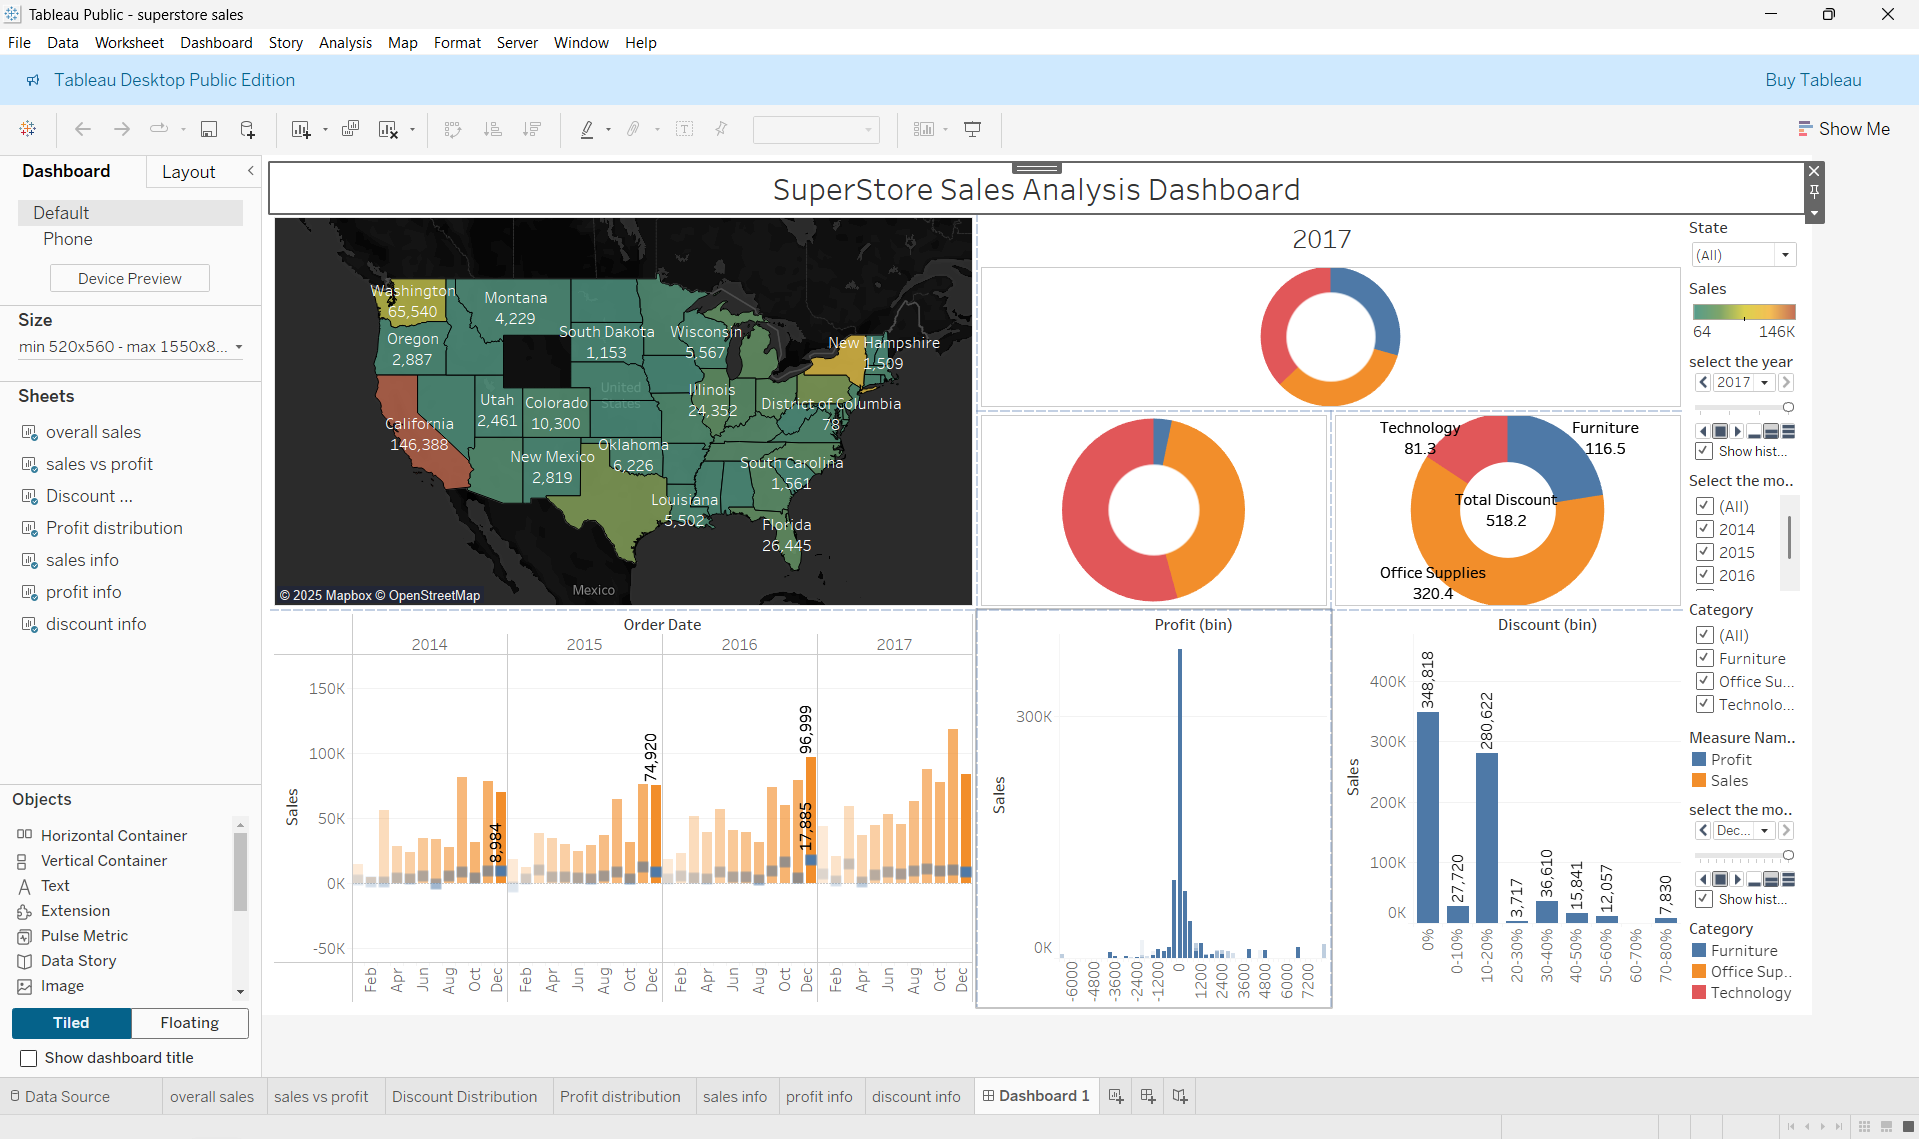 Tableau Public - superstore sales
File Data Worksheet Dashboard Story Analysis Map Format Server Window Help
Tableau Desktop Public Edition
Buy Tableau
Show Me
Dashboard
Layout
Default
Phone
Device Preview
Size
min 520x560 - max 1550x8...
Sheets
overall sales
sales vs profit
Discount ...
Profit distribution
sales info
profit info
discount info
Objects
Horizontal Container
Vertical Container
Text
Extension
Pulse Metric
Data Story
Image
Tiled
Floating
Show dashboard title
SuperStore Sales Analysis Dashboard
Washington
65,540
Montana
4,229
Oregon
2,887
South Dakota
1,153
Wisconsin
5,567
New Hampshire
1,509
Utah
2,461
Colorado
10,300
United
States
Illinois
24,352
District of Columbia
78
California
146,388
New Mexico
2,819
Oklahoma
6,226
South Carolina
1,561
Louisiana
5,502
Florida
26,445
Mexico
© 2025 Mapbox © OpenStreetMap
2017
Technology
81.3
Furniture
116.5
Total Discount
518.2
Office Supplies
320.4
Order Date
2014 2015 2016 2017
Sales
150K
100K
50K
0K
-50K
8,984
74,920
96,999
17,885
Feb Apr Jun Aug Oct Dec Feb Apr Jun Aug Oct Dec Feb Apr Jun Aug Oct Dec Feb Apr Jun Aug Oct Dec
Profit (bin)
Sales
300K
0K
-6000 -4800 -3600 -2400 -1200 0 1200 2400 3600 4800 6000 7200
Discount (bin)
Sales
400K
300K
200K
100K
0K
348,818
27,720
280,622
3,717
36,610
15,841
12,057
7,830
0% 0-10% 10-20% 20-30% 30-40% 40-50% 50-60% 60-70% 70-80%
State
(All)
Sales
64 146K
select the year
2017
Show hist...
Select the mo..
(All)
2014
2015
2016
Category
(All)
Furniture
Office Su...
Technolo...
Measure Nam..
Profit
Sales
select the mo..
Dec...
Show hist...
Category
Furniture
Office Sup..
Technology
Data Source
overall sales
sales vs profit
Discount Distribution
Profit distribution
sales info
profit info
discount info
Dashboard 1